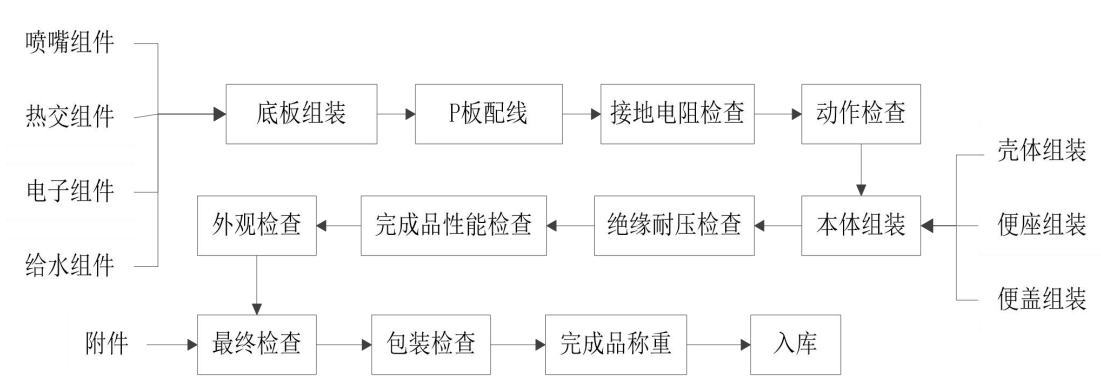 喷嘴组件
热交组件
电子组件
给水组件
底板组装
P板配线
接地电阻检查
动作检查
壳体组装
便座组装
便盖组装
本体组装
绝缘耐压检查
完成品性能检查
外观检查
附件
最终检查
包装检查
完成品称重
入库